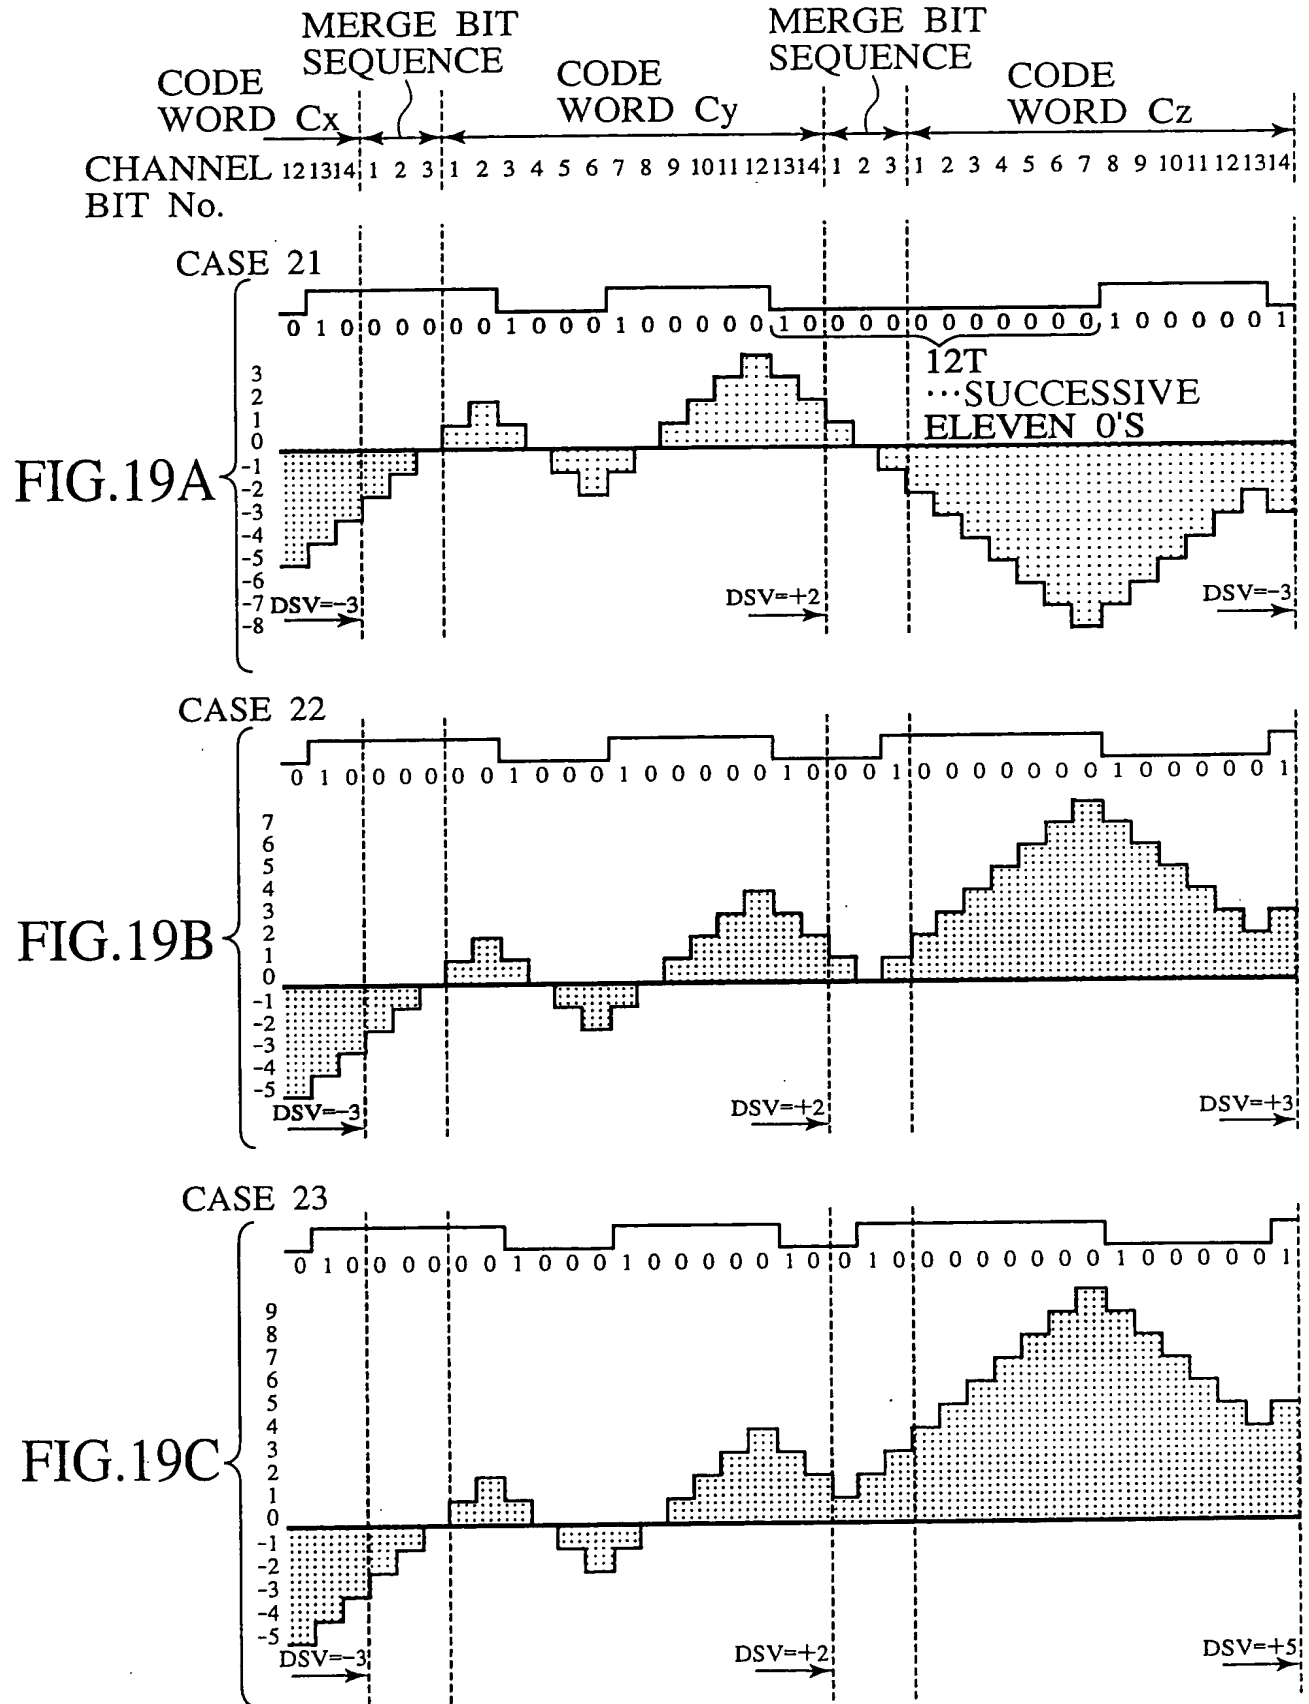 MERGE BIT
SEQUENCE
MERGE BIT
SEQUENCE
CODE
WORD Cx
CODE
WORD Cy
CODE
WORD Cz
CHANNEL 12 13 14 1 2 3 1 2 3 4 5 6 7 8 9 10 11 12 13 14 1 2 3 1 2 3 4 5 6 7 8 9 10 11 12 13 14
BIT No.
CASE 21
0 1 0 0 0 0 0 0 1 0 0 0 1 0 0 0 0 0 1 0 0 0 0 0 0 0 0 0 0 0 1 0 0 0 0 0 1
12T
···SUCCESSIVE
ELEVEN 0'S
3
2
1
0
-1
-2
-3
-4
-5
-6
-7
-8
FIG.19A
DSV=-3
DSV=+2
DSV=-3
CASE 22
0 1 0 0 0 0 0 0 1 0 0 0 1 0 0 0 0 0 1 0 0 0 1 0 0 0 0 0 0 0 1 0 0 0 0 0 1
7
6
5
4
3
2
1
0
-1
-2
-3
-4
-5
FIG.19B
DSV=-3
DSV=+2
DSV=+3
CASE 23
0 1 0 0 0 0 0 0 1 0 0 0 1 0 0 0 0 0 1 0 0 1 0 0 0 0 0 0 0 0 1 0 0 0 0 0 1
9
8
7
6
5
4
3
2
1
0
-1
-2
-3
-4
-5
FIG.19C
DSV=-3
DSV=+2
DSV=+5